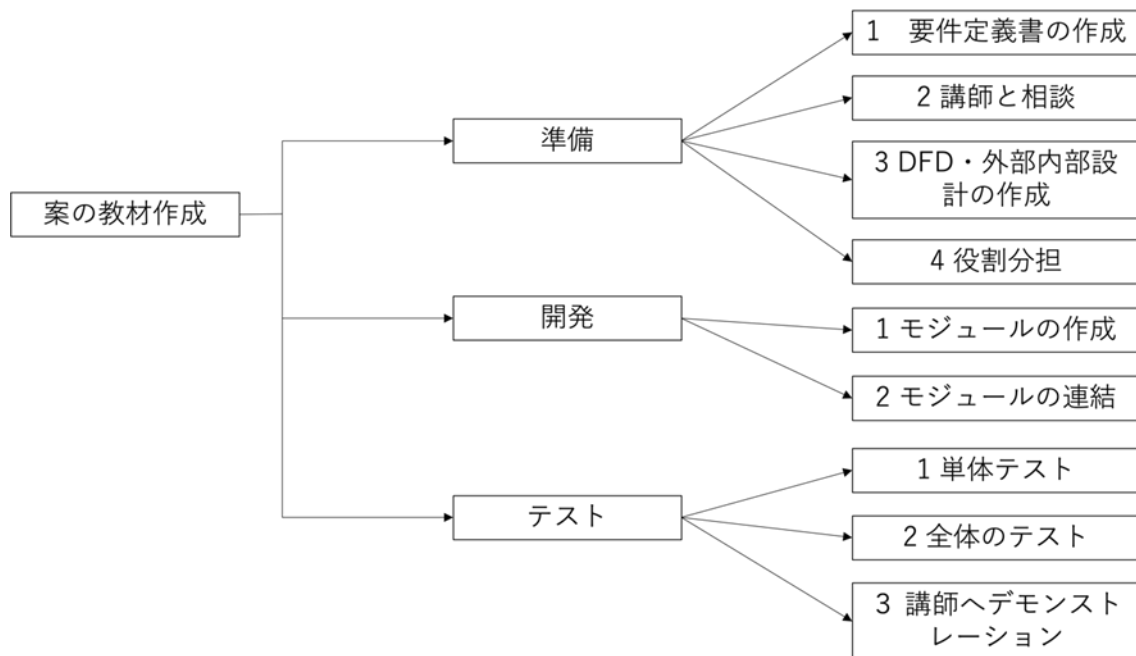 案の教材作成
準備
1　要件定義書の作成
2 講師と相談
3 DFD・外部内部設
計の作成
4 役割分担
開発
1 モジュールの作成
2 モジュールの連結
テスト
1 単体テスト
2 全体のテスト
3 講師へデモンスト
レーション